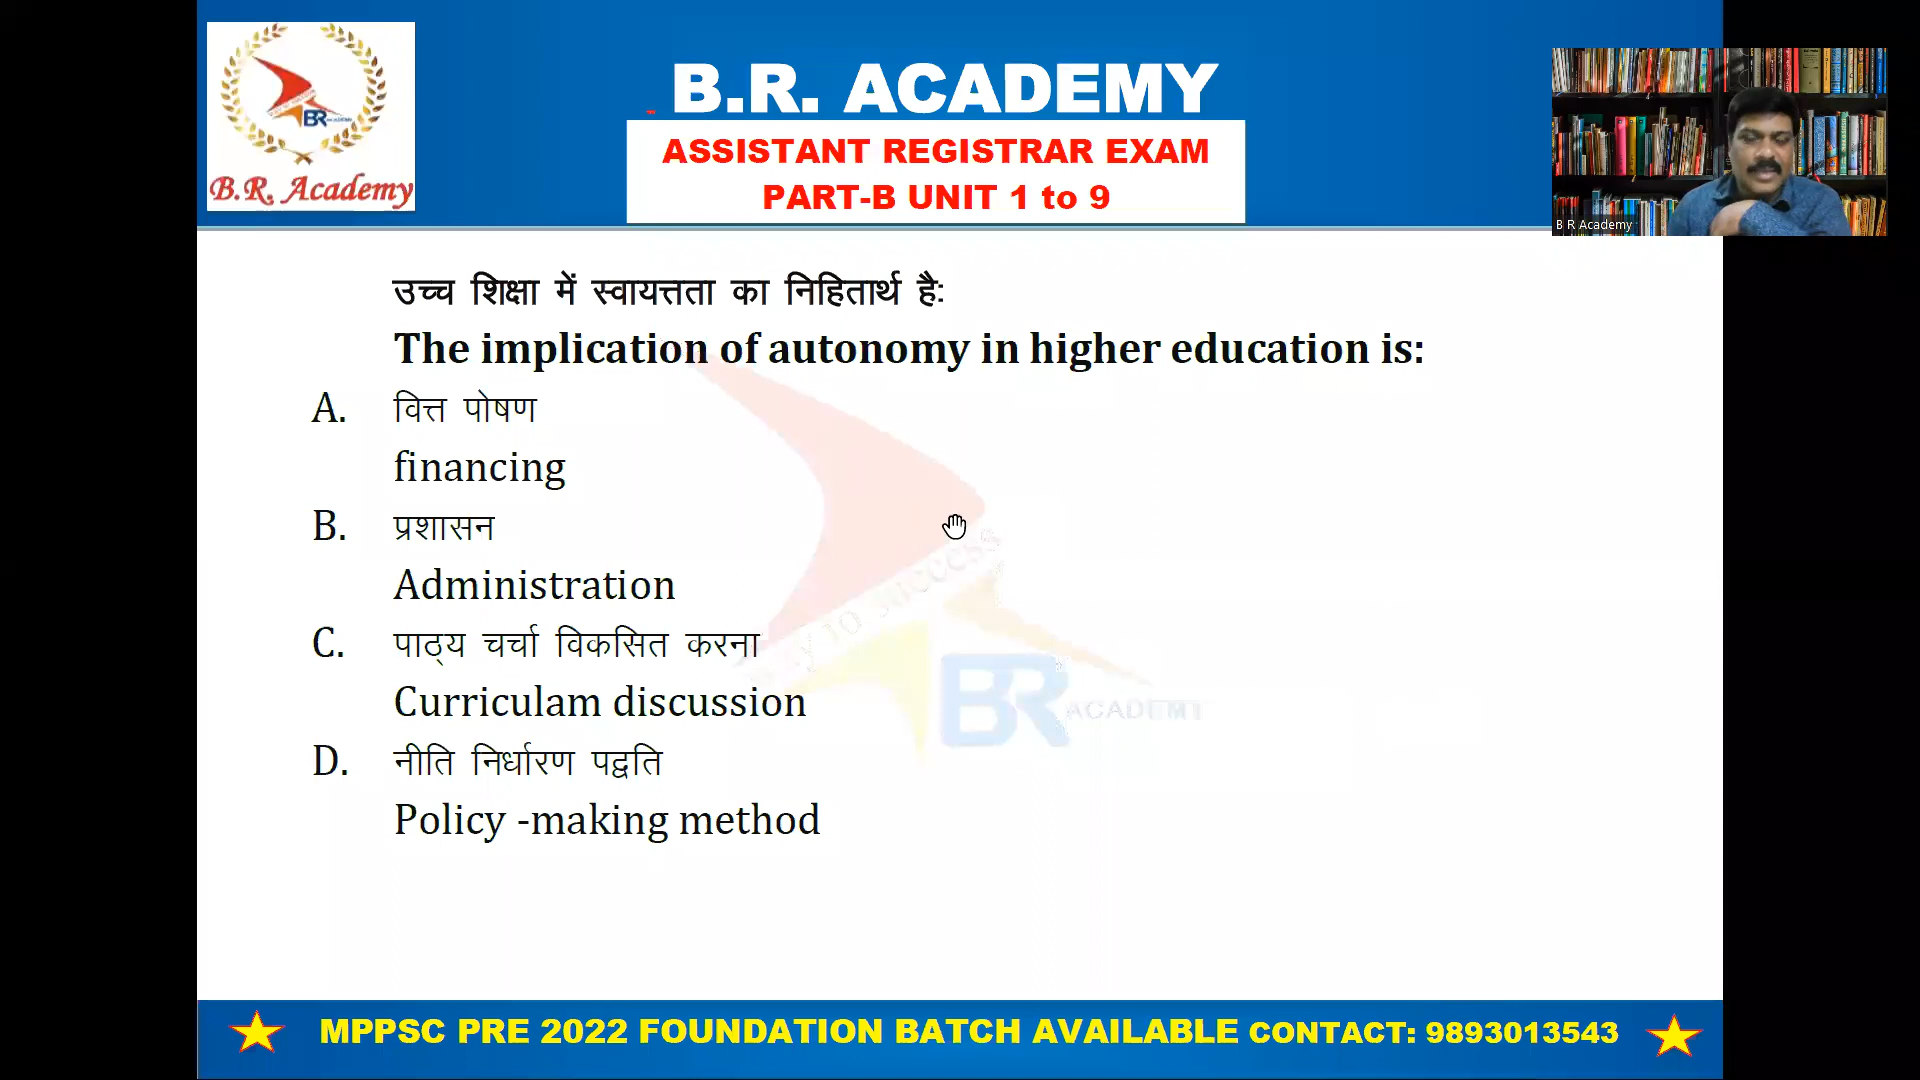 B.R. Academy
B.R. ACADEMY
ASSISTANT REGISTRAR EXAM
PART-B UNIT 1 to 9
B R Academy
उच्च शिक्षा में स्वायत्तता का निहितार्थ है:
The implication of autonomy in higher education is:
A. वित्त पोषण
financing
B. प्रशासन
Administration
C. पाठ्य चर्चा विकसित करना
Curriculam discussion
D. नीति निर्धारण पद्वति
Policy -making method
BR ACADEMY
MPPSC PRE 2022 FOUNDATION BATCH AVAILABLE CONTACT: 9893013543